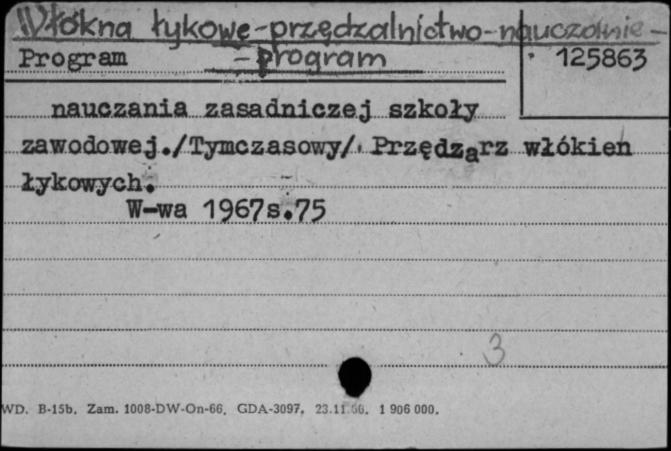 Włókna łykowe-przędzalnictwo-nauczanie-
-program
Program
125863
nauczania zasadniczej szkoły
zawodowej./Tymczasowy/. Przędzarz włókien
łykowych.
W-wa 1967s.75
3
WD. B-15b. Zam. 1008-DW-On-66. GDA-3097. 23.11.66. 1 906 000.